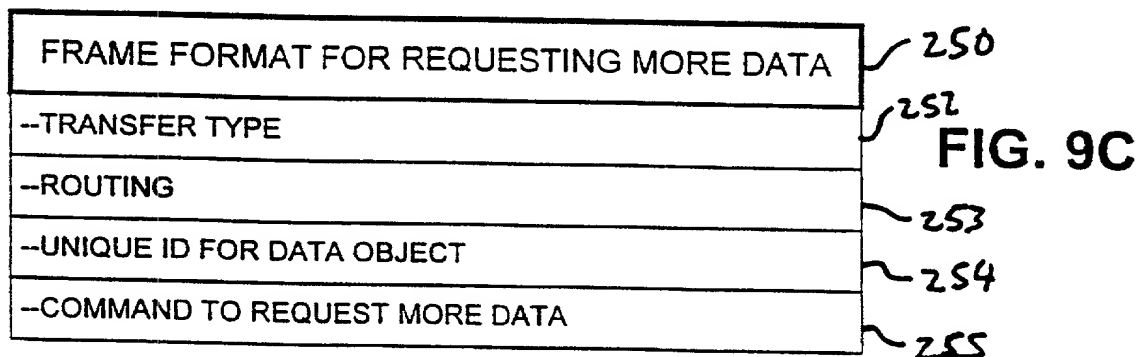 FRAME FORMAT FOR REQUESTING MORE DATA
250
--TRANSFER TYPE
252
FIG. 9C
--ROUTING
253
--UNIQUE ID FOR DATA OBJECT
254
--COMMAND TO REQUEST MORE DATA
255